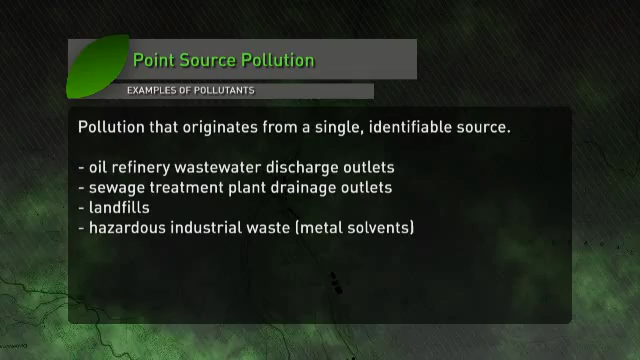 Point Source Pollution
EXAMPLES OF POLLUTANTS
Pollution that originates from a single, identifiable source.
- oil refinery wastewater discharge outlets
- sewage treatment plant drainage outlets
- landfills
- hazardous industrial waste (metal solvents)